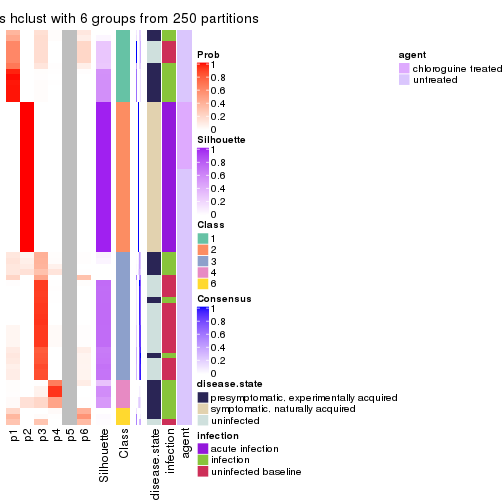 s hclust with 6 groups from 250 partitions
Prob
1
0.8
0.6
0.4
0.2
0
Silhouette
1
0.8
0.6
0.4
0.2
0
Class
1
2
3
4
6
Consensus
1
0.8
0.6
0.4
0.2
0
disease.state
presymptomatic. experimentally acquired
symptomatic. naturally acquired
uninfected
infection
acute infection
infection
uninfected baseline
agent
chloroguine treated
untreated
p1
p2
p3
p4
p5
p6
Silhouette
Class
disease.state
infection
agent